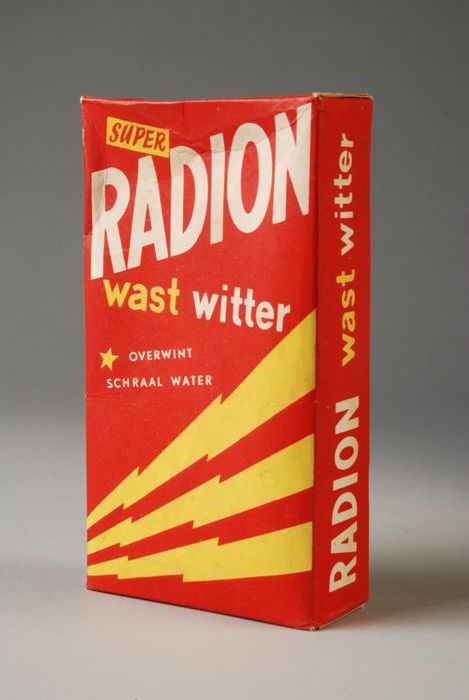 SUPER
RADION
wast witter
OVERWINT
SCHRAAL WATER
RADION wast witter